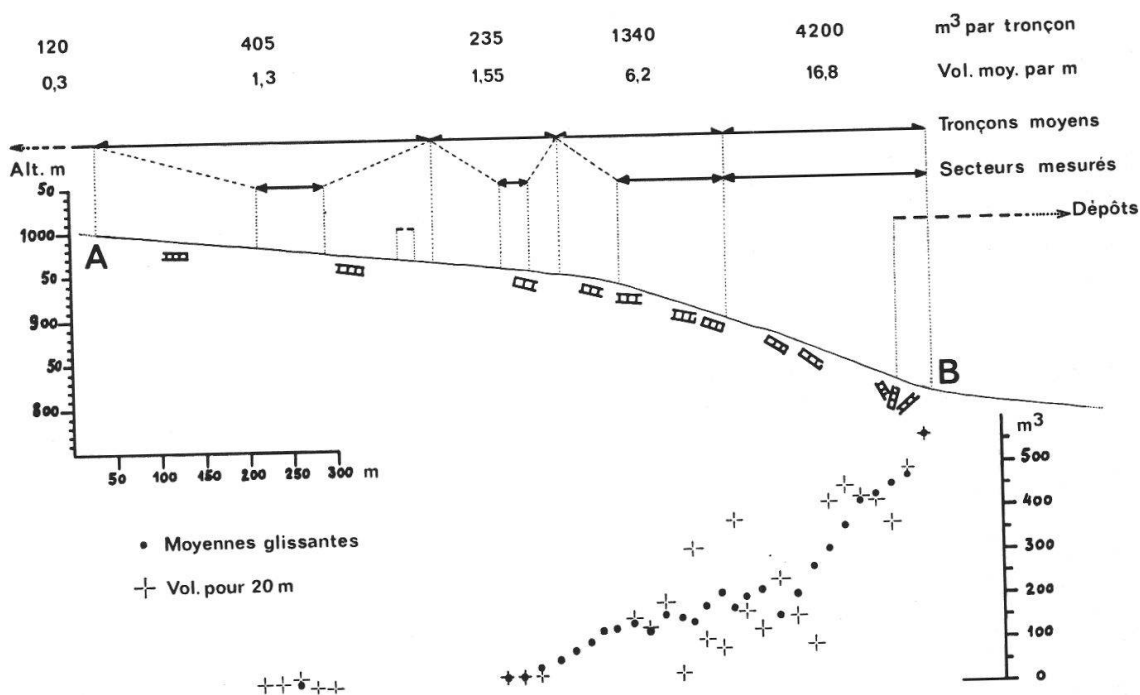 120 405 235 1340 4200 m³ par tronçon
0,3 1,3 1,55 6,2 16,8 Vol. moy. par m
Tronçons moyens
Alt. m
Secteurs mesurés
50
Dépôts
1000
A
50
900
50
B
800
m³
50 100 150 200 250 300 m
500
400
• Moyennes glissantes
300
Vol. pour 20 m
200
100
0